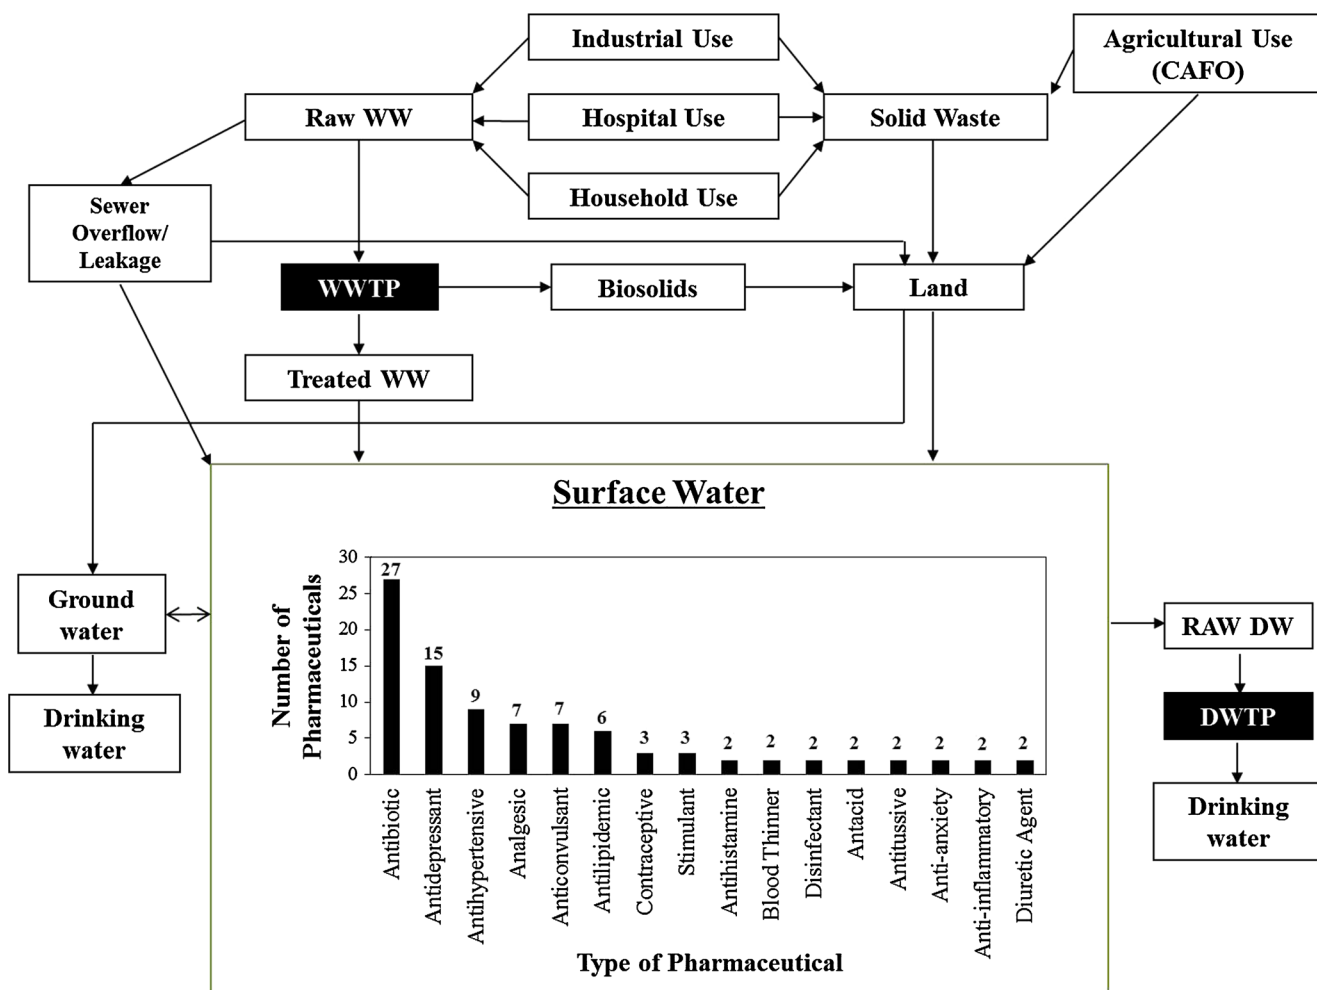 Industrial Use
Agricultural Use
(CAFO)
Raw WW
Hospital Use
Solid Waste
Household Use
Sewer
Overflow/
Leakage
WWTP
Biosolids
Land
Treated WW
Surface Water
Number of
Pharmaceuticals
30
25
20
15
10
5
0
27
15
9
7
7
6
3
3
2
2
2
2
2
2
2
2
Antibiotic
Antidepressant
Antihypertensive
Analgesic
Anticonvulsant
Antilipidemic
Contraceptive
Stimulant
Antihistamine
Blood Thinner
Disinfectant
Antacid
Antitussive
Anti-anxiety
Anti-inflammatory
Diuretic Agent
Type of Pharmaceutical
Ground
water
Drinking
water
RAW DW
DWTP
Drinking
water